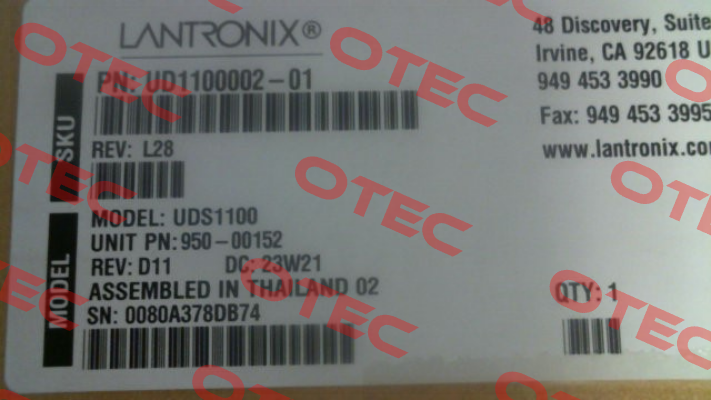 LANTRONIX®
PN: UD1100002-01
SKU
REV: L28
MODEL: UDS1100
UNIT PN: 950-00152
REV: D11 DC: 23W21
ASSEMBLED IN THAILAND 02
SN: 0080A378DB74
MODEL
48 Discovery, Suite
Irvine, CA 92618 U
949 453 3990
Fax: 949 453 3995
www.lantronix.co
QTY: 1
OTEC
OTEC
OTEC
OTEC
OTEC
OTEC